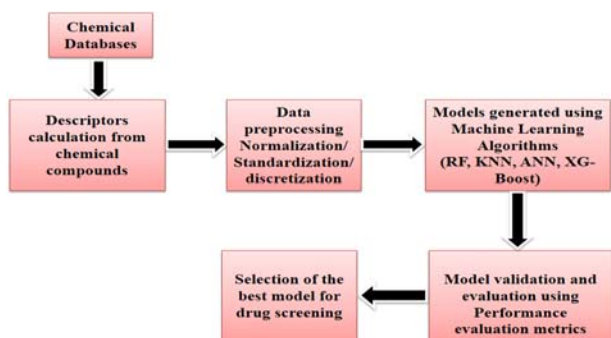 Chemical
Databases
Descriptors
calculation from
chemical
compounds
Data
preprocessing
Normalization/
Standardization/
discretization
Models generated using
Machine Learning
Algorithms
(RF, KNN, ANN, XG-
Boost)
Selection of the
best model for
drug screening
Model validation and
evaluation using
Performance
evaluation metrics